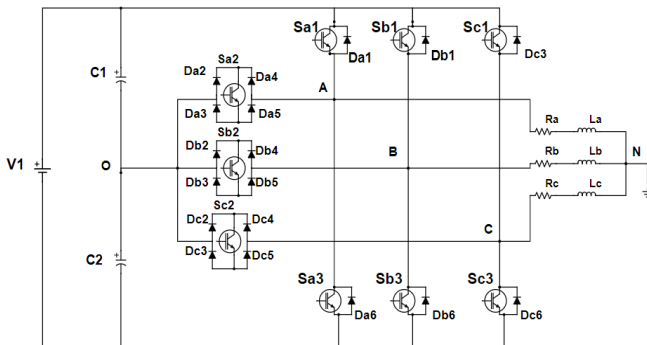 Sa1 Sb1 Sc1
Da1 Db1 Dc3
C1 Sa2
Da2 Da4
A
Da3 Da5
Sb2
Ra La
Db2 Db4
B
V1 O
Rb Lb N
Db3 Db5
Rc Lc
Sc2
Dc2 Dc4
C
Dc3 Dc5
C2
Sa3 Sb3 Sc3
Da6 Db6 Dc6